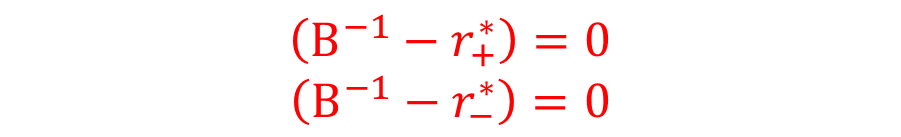 (B⁻¹ − r₊*) = 0
(B⁻¹ − r₋*) = 0